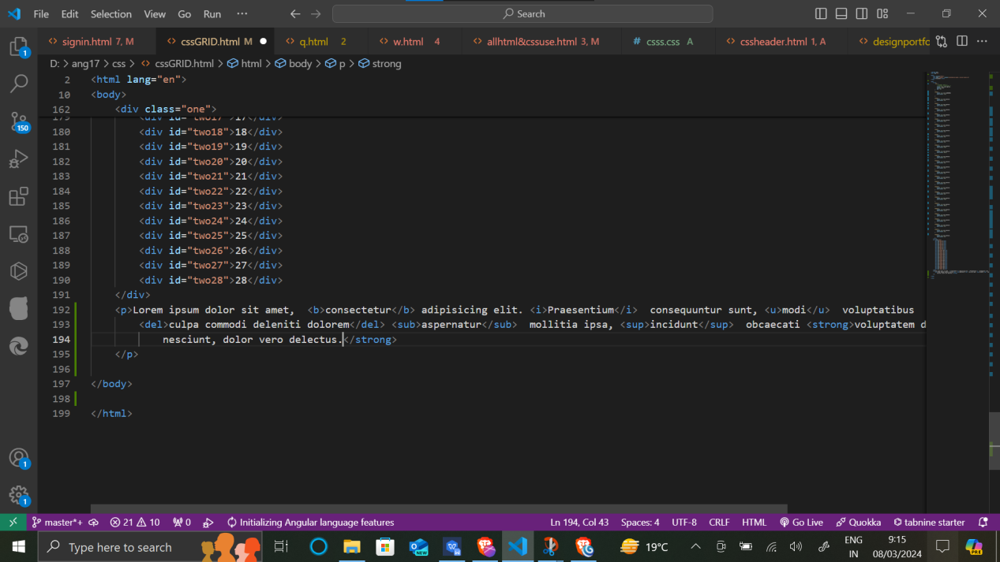 File Edit Selection View Go Run ··· Search
signin.html 7, M cssGRID.html M q.html 2 w.html 4 allhtml&cssuse.html 3, M csss.css A cssheader.html 1, A designportfo
D: > ang17 > css > cssGRID.html > html > body > p > strong
2 <html lang="en">
10 <body>
162 <div class="one">
179 <div id="two17">17</div>
180 <div id="two18">18</div>
181 <div id="two19">19</div>
182 <div id="two20">20</div>
183 <div id="two21">21</div>
184 <div id="two22">22</div>
185 <div id="two23">23</div>
186 <div id="two24">24</div>
187 <div id="two25">25</div>
188 <div id="two26">26</div>
189 <div id="two27">27</div>
190 <div id="two28">28</div>
191 </div>
192 <p>Lorem ipsum dolor sit amet,  <b>consectetur</b> adipisicing elit. <i>Praesentium</i>  consequuntur sunt, <u>modi</u>  voluptatibus
193 <del>culpa commodi deleniti dolorem</del> <sub>aspernatur</sub>  mollitia ipsa, <sup>incidunt</sup>  obcaecati <strong>voluptatem d
194 nesciunt, dolor vero delectus.</strong>
195 </p>
196
197 </body>
198
199 </html>
1
150
1
1
master*+ 21 10 0 Initializing Angular language features Ln 194, Col 43 Spaces: 4 UTF-8 CRLF HTML Go Live Quokka tabnine starter
Type here to search NEW 19°C ENG IN 9:15 08/03/2024 PRE